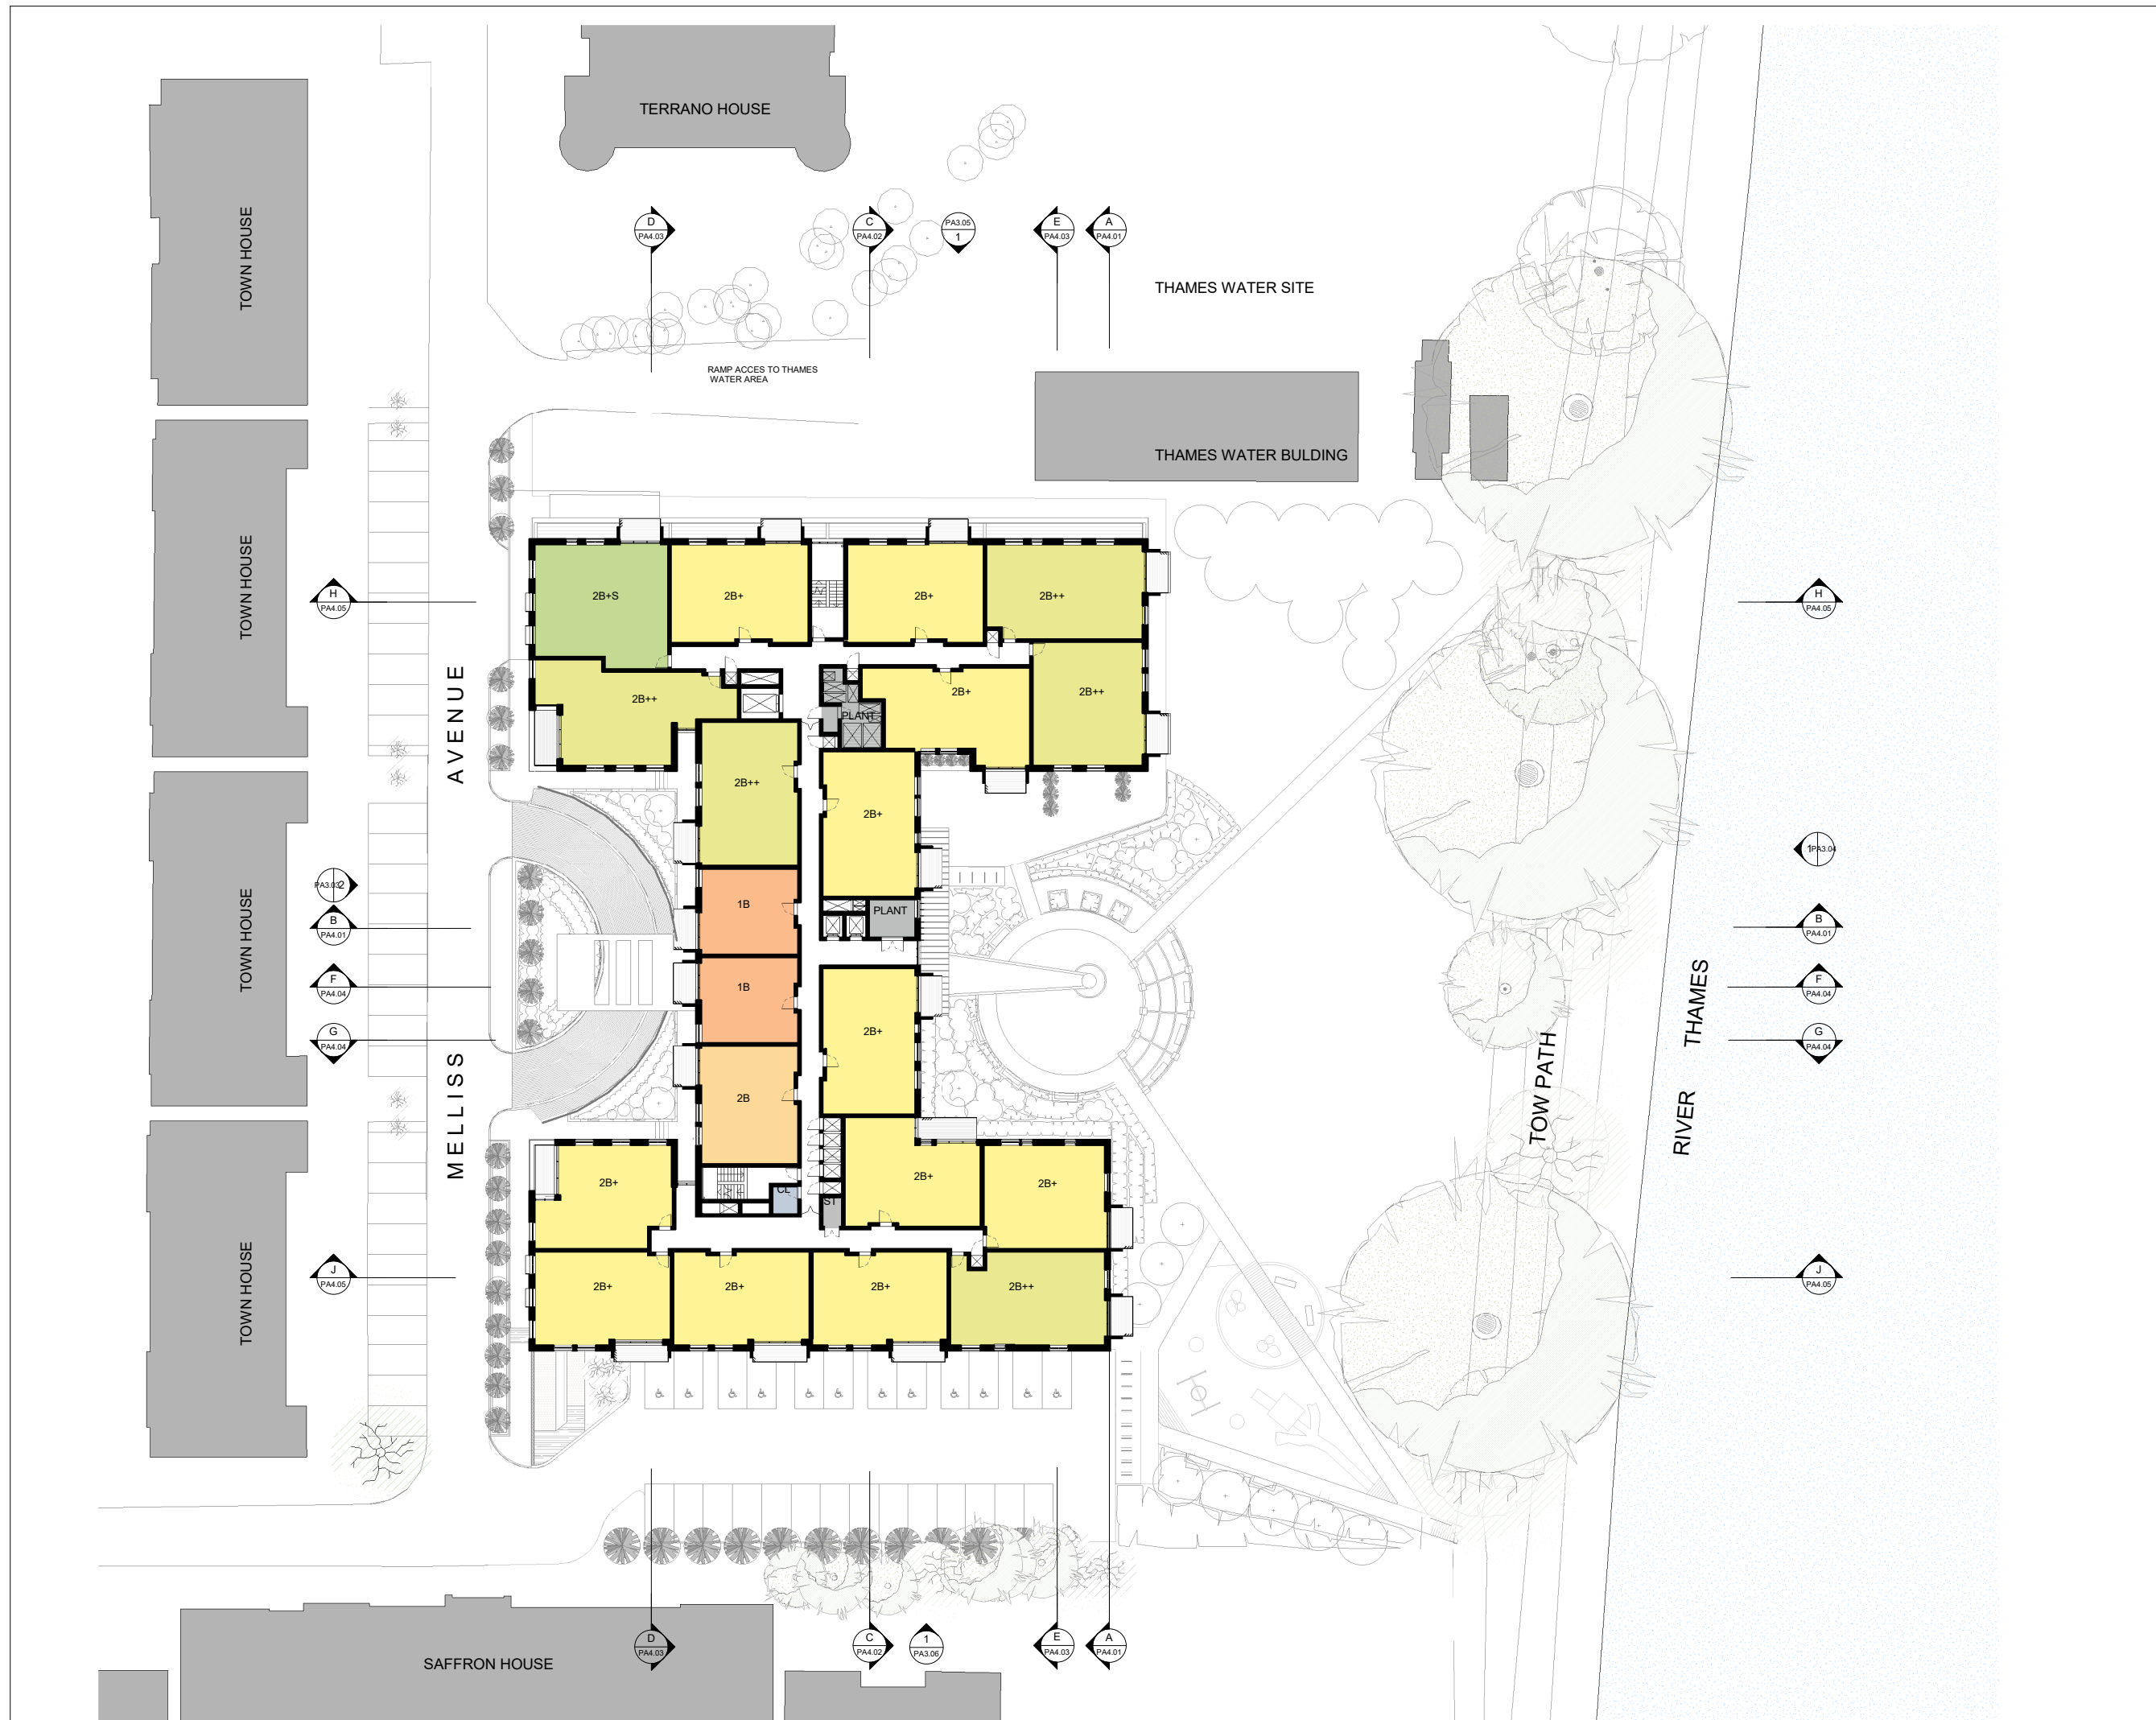 TERRANO HOUSE
TOWN HOUSE
D
PA4.03
C
PA4.02
PA3.05
1
E
PA4.03
A
PA4.01
THAMES WATER SITE
RAMP ACCES TO THAMES
WATER AREA
THAMES WATER BULDING
TOWN HOUSE
H
PA4.05
2B+S
2B+
2B+
2B++
H
PA4.05
AVENUE
2B++
2B+
2B++
PLANT
2B++
2B+
1PA3.04
PA3.03
2
TOWN HOUSE
1B
PLANT
B
PA4.01
B
PA4.01
F
PA4.04
1B
F
PA4.04
THAMES
G
PA4.04
2B+
G
PA4.04
MELLISS
2B
TOW PATH
RIVER
2B+
CL
ST
2B+
2B+
TOWN HOUSE
J
PA4.05
2B+
2B+
2B+
2B++
J
PA4.05
D
PA4.03
C
PA4.02
1
PA3.06
E
PA4.03
A
PA4.01
SAFFRON HOUSE